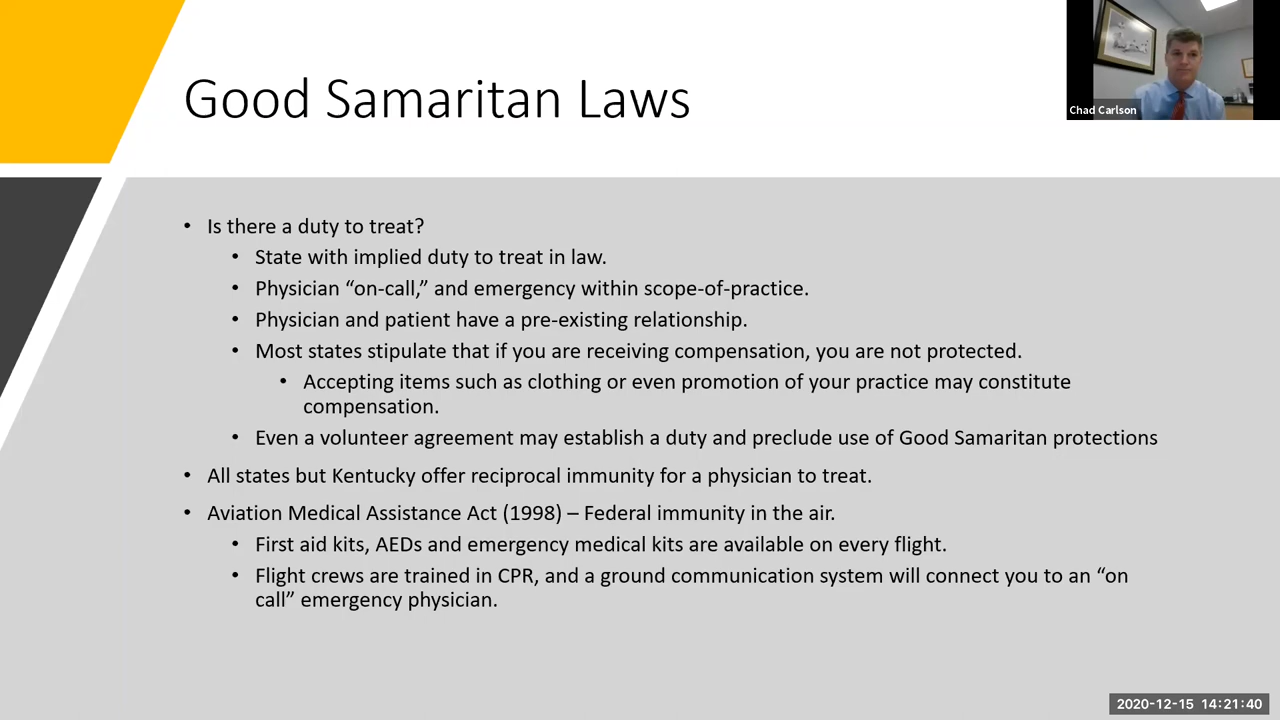 Good Samaritan Laws
Chad Carlson
• Is there a duty to treat?
• State with implied duty to treat in law.
• Physician “on-call,” and emergency within scope-of-practice.
• Physician and patient have a pre-existing relationship.
• Most states stipulate that if you are receiving compensation, you are not protected.
• Accepting items such as clothing or even promotion of your practice may constitute
compensation.
• Even a volunteer agreement may establish a duty and preclude use of Good Samaritan protections
• All states but Kentucky offer reciprocal immunity for a physician to treat.
• Aviation Medical Assistance Act (1998) – Federal immunity in the air.
• First aid kits, AEDs and emergency medical kits are available on every flight.
• Flight crews are trained in CPR, and a ground communication system will connect you to an “on
call” emergency physician.
2020-12-15 14:21:40